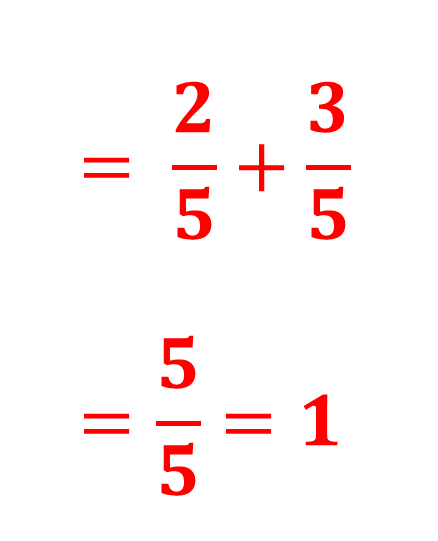 = 2/5 + 3/5
= 5/5 = 1